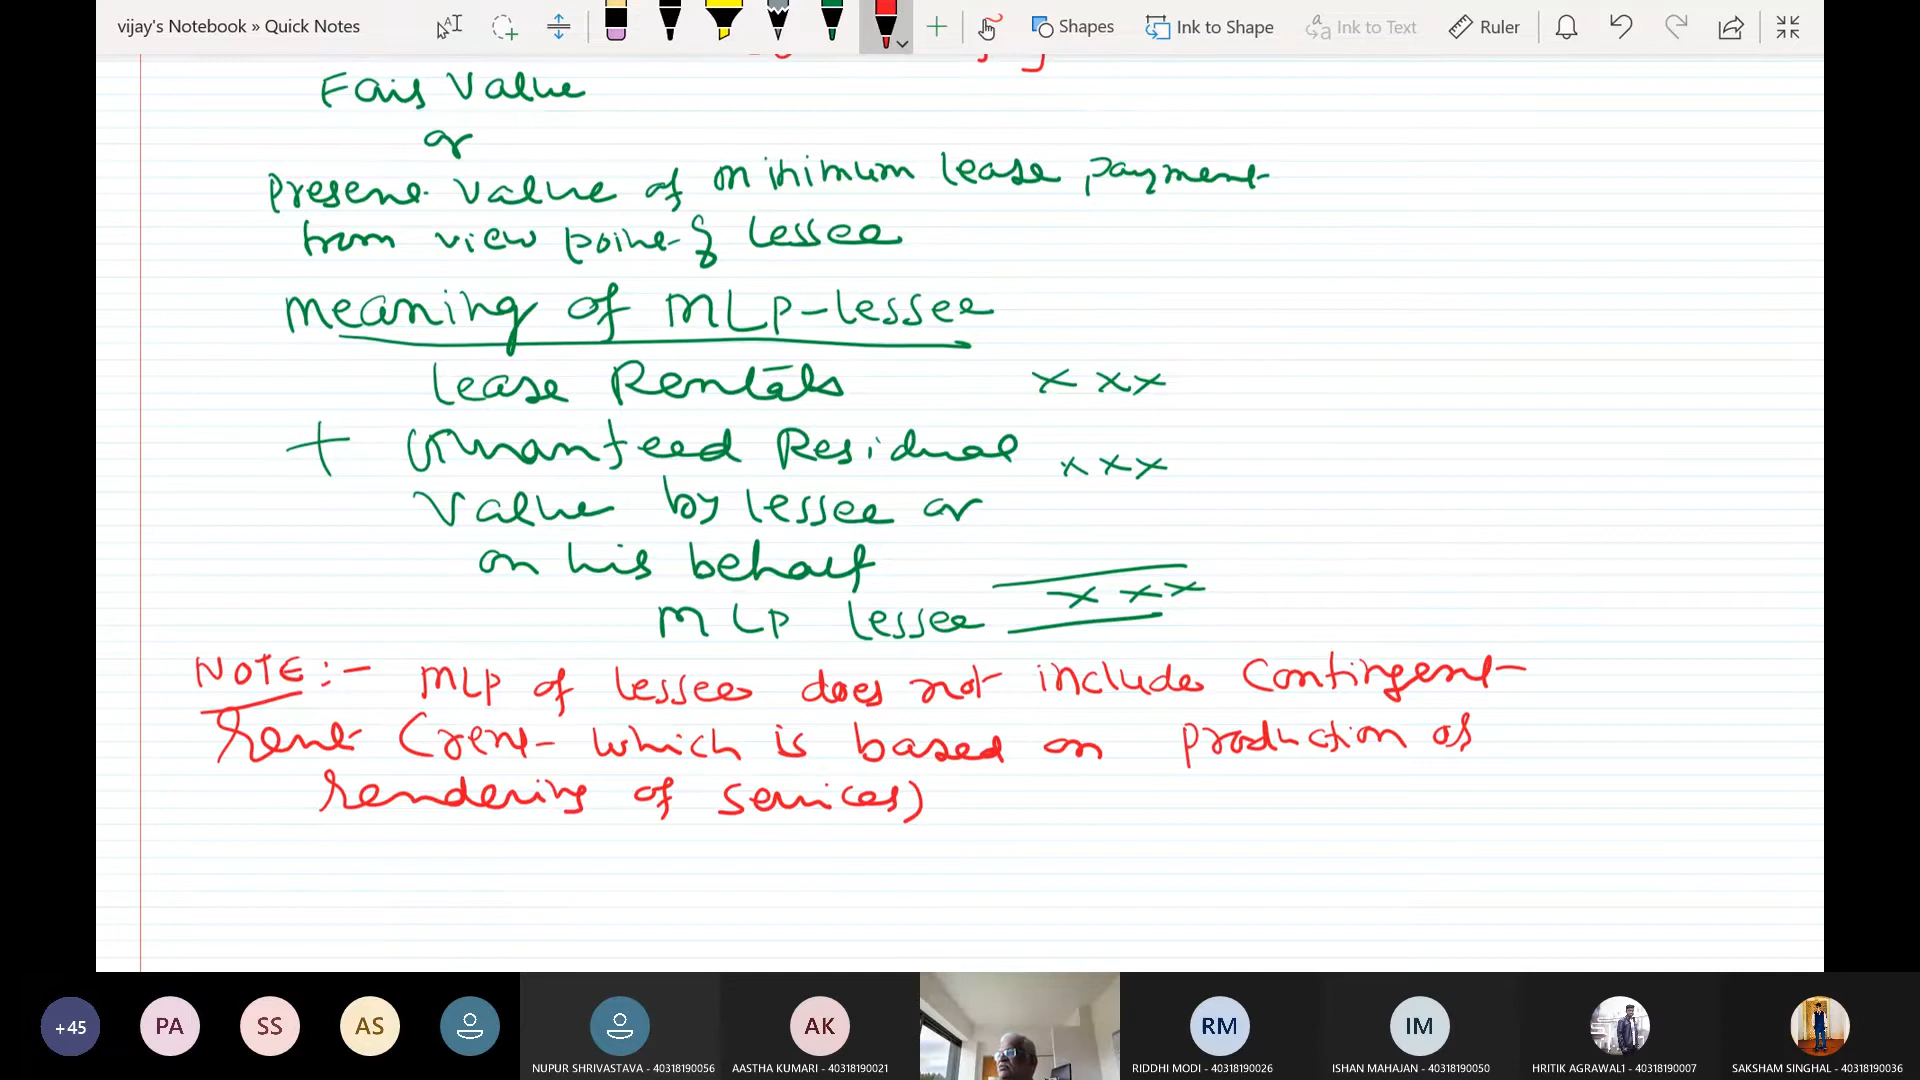 vijay's Notebook » Quick Notes
Shapes
Ink to Shape
Ink to Text
Ruler
Fair Value
or
Present Value of minimum lease payment
from view point of lessee
meaning of MLP-lessee
lease Rentals xxx
+ Guaranteed Residual xxx
Value by lessee or
on his behalf
MLP lessee xxx
NOTE:- MLP of lessee does not include Contingent
Rent (rent which is based on production or
rendering of services)
+45
PA
SS
AS
AK
RM
IM
NUPUR SHRIVASTAVA - 40318190056
AASTHA KUMARI - 40318190021
RIDDHI MODI - 40318190026
ISHAN MAHAJAN - 40318190050
HRITIK AGRAWAL1 - 40318190007
SAKSHAM SINGHAL - 40318190036